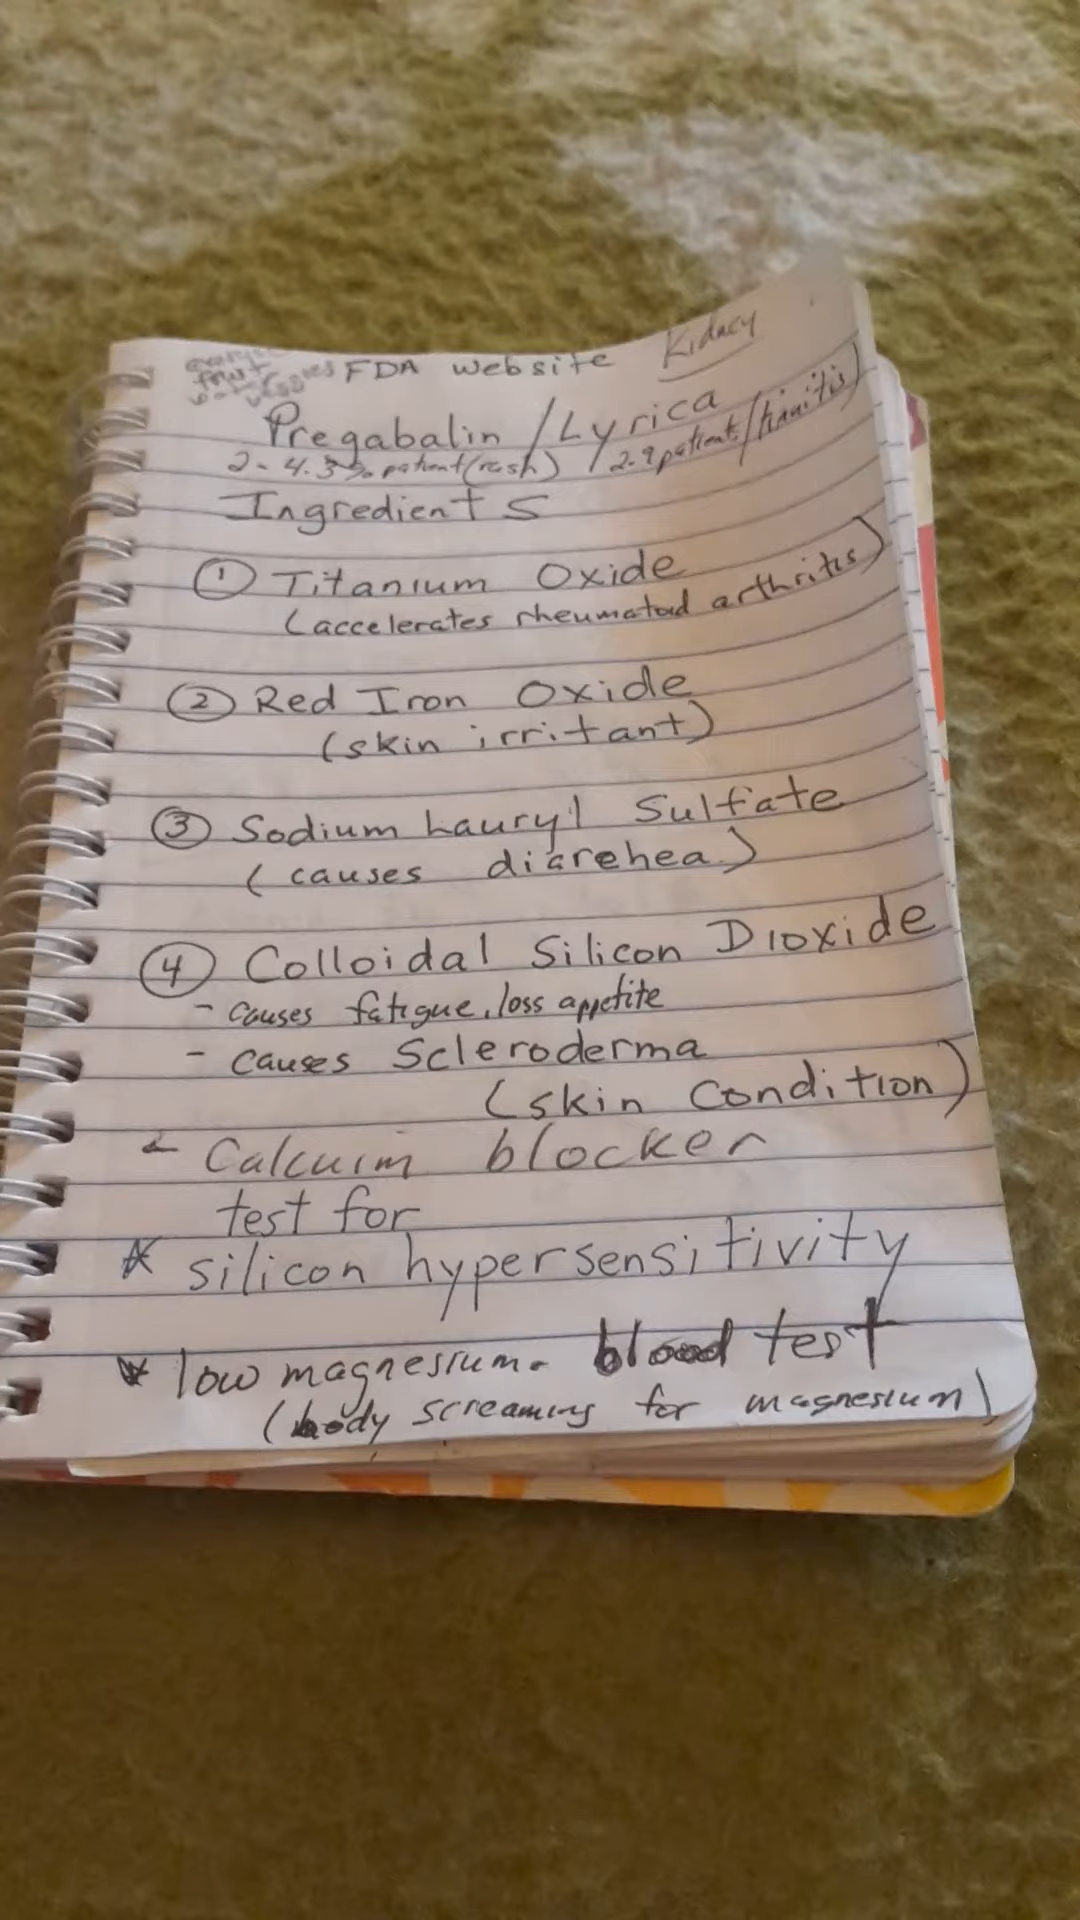 FDA website
Kidney
Pregabalin / Lyrica
2-4.3% patient (rash) 2.9 patient/tinnitis)
Ingredients
① Titanium Oxide
(accelerates rheumatoid arthritis)
② Red Iron Oxide
(skin irritant)
③ Sodium Lauryl Sulfate
(causes diarehea)
④ Colloidal Silicon Dioxide
- causes fatigue, loss appetite
- causes Scleroderma
(skin condition)
- Calcuim blocker
test for
* silicon hypersensitivity
* low magnesium - blood test
(body screaming for magnesium)